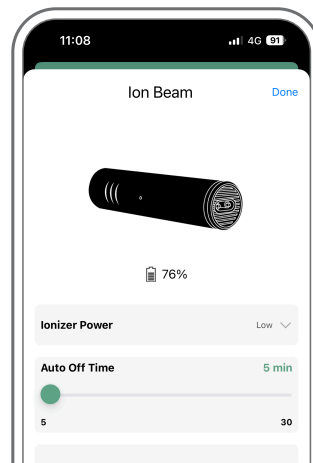 11:08 4G 91
Ion Beam Done
76%
Ionizer Power Low
Auto Off Time 5 min
5 30